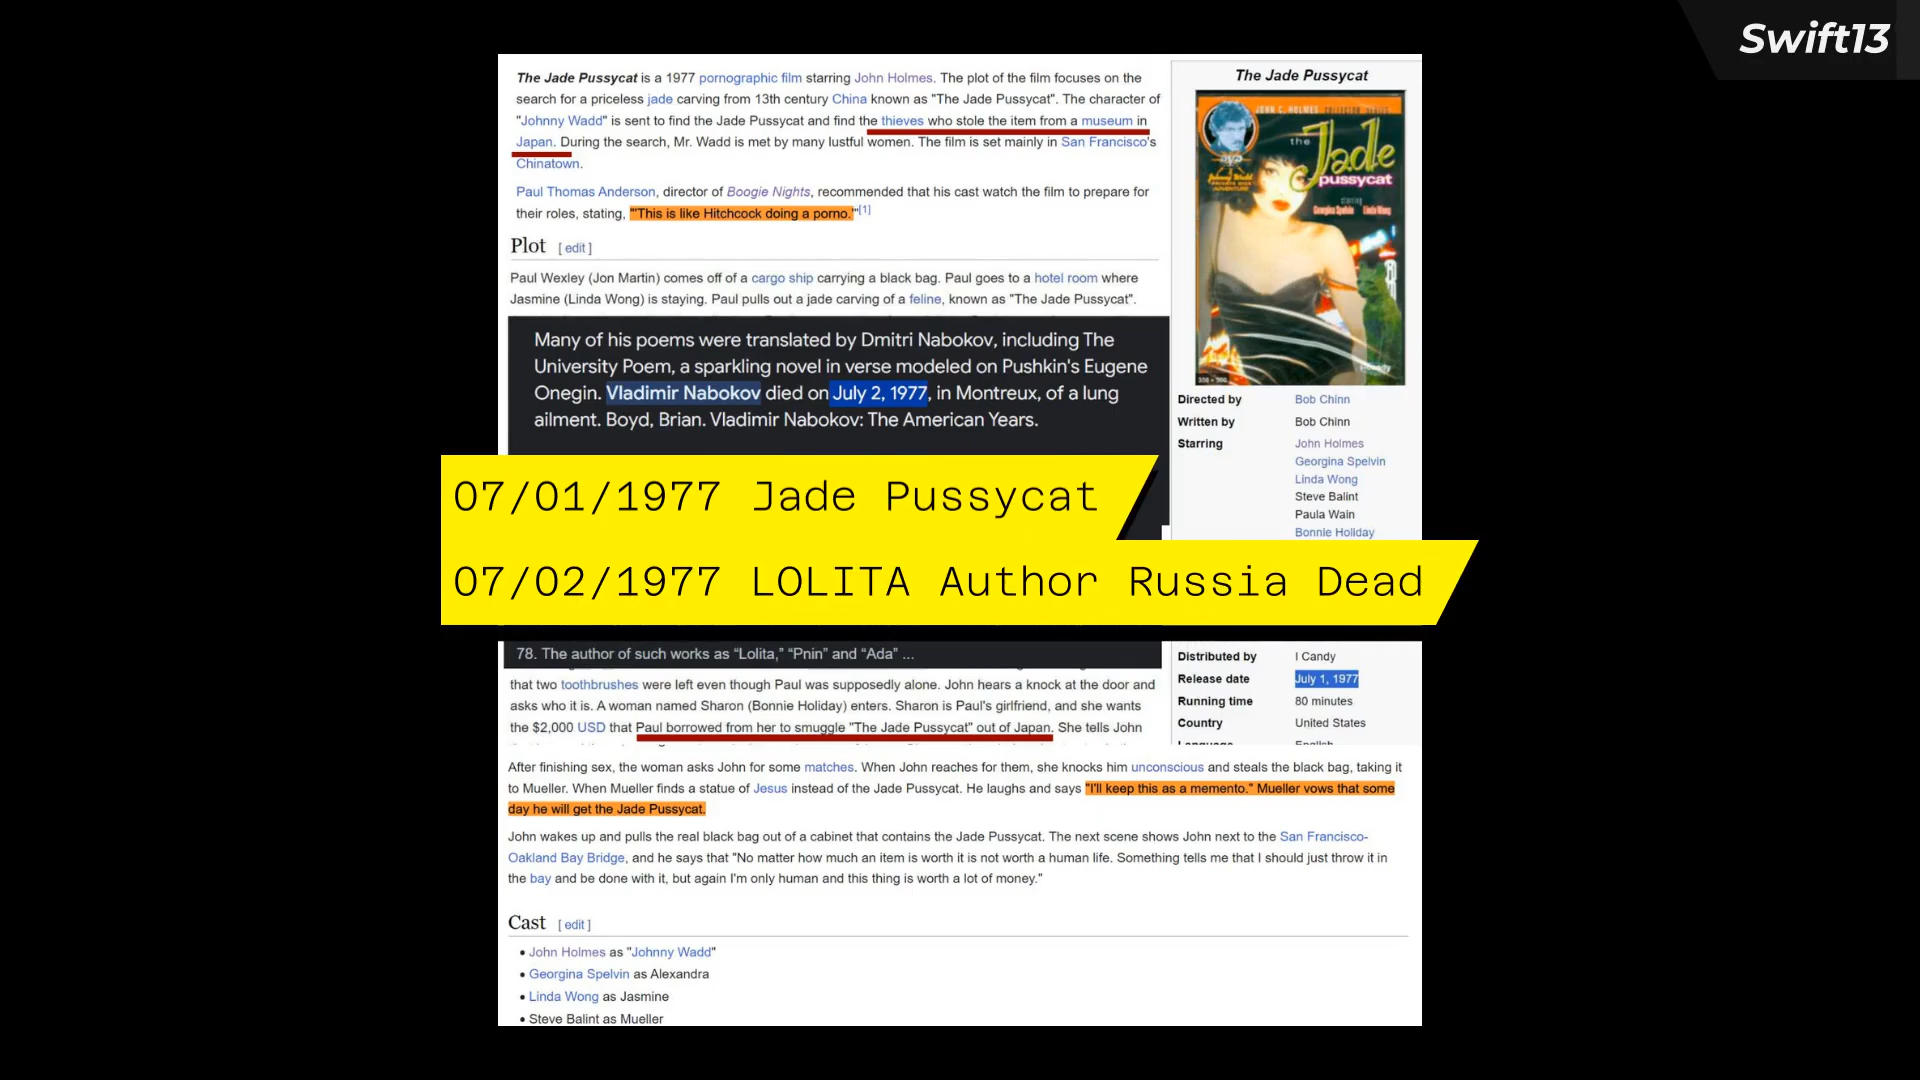 Swift13
The Jade Pussycat is a 1977 pornographic film starring John Holmes. The plot of the film focuses on the
search for a priceless jade carving from 13th century China known as "The Jade Pussycat". The character of
"Johnny Wadd" is sent to find the Jade Pussycat and find the thieves who stole the item from a museum in
Japan. During the search, Mr. Wadd is met by many lustful women. The film is set mainly in San Francisco's
Chinatown.
Paul Thomas Anderson, director of Boogie Nights, recommended that his cast watch the film to prepare for
their roles, stating, "'This is like Hitchcock doing a porno.'"[1]
Plot [ edit ]
Paul Wexley (Jon Martin) comes off of a cargo ship carrying a black bag. Paul goes to a hotel room where
Jasmine (Linda Wong) is staying. Paul pulls out a jade carving of a feline, known as "The Jade Pussycat".
Many of his poems were translated by Dmitri Nabokov, including The
University Poem, a sparkling novel in verse modeled on Pushkin's Eugene
Onegin. Vladimir Nabokov died on July 2, 1977, in Montreux, of a lung
ailment. Boyd, Brian. Vladimir Nabokov: The American Years.
The Jade Pussycat
JOHN C. HOLMES COLLECTOR SERIES
the Jade
pussycat
starring
Georgina Spelvin Linda Wong
Directed by Bob Chinn
Written by Bob Chinn
Starring John Holmes
Georgina Spelvin
Linda Wong
Steve Balint
Paula Wain
Bonnie Holiday
07/01/1977 Jade Pussycat
07/02/1977 LOLITA Author Russia Dead
78. The author of such works as “Lolita,” “Pnin” and “Ada” ...
that two toothbrushes were left even though Paul was supposedly alone. John hears a knock at the door and
asks who it is. A woman named Sharon (Bonnie Holiday) enters. Sharon is Paul's girlfriend, and she wants
the $2,000 USD that Paul borrowed from her to smuggle "The Jade Pussycat" out of Japan. She tells John
Distributed by I Candy
Release date July 1, 1977
Running time 80 minutes
Country United States
Language English
After finishing sex, the woman asks John for some matches. When John reaches for them, she knocks him unconscious and steals the black bag, taking it
to Mueller. When Mueller finds a statue of Jesus instead of the Jade Pussycat. He laughs and says "I'll keep this as a memento." Mueller vows that some
day he will get the Jade Pussycat.
John wakes up and pulls the real black bag out of a cabinet that contains the Jade Pussycat. The next scene shows John next to the San Francisco-
Oakland Bay Bridge, and he says that "No matter how much an item is worth it is not worth a human life. Something tells me that I should just throw it in
the bay and be done with it, but again I'm only human and this thing is worth a lot of money."
Cast [ edit ]
• John Holmes as "Johnny Wadd"
• Georgina Spelvin as Alexandra
• Linda Wong as Jasmine
• Steve Balint as Mueller